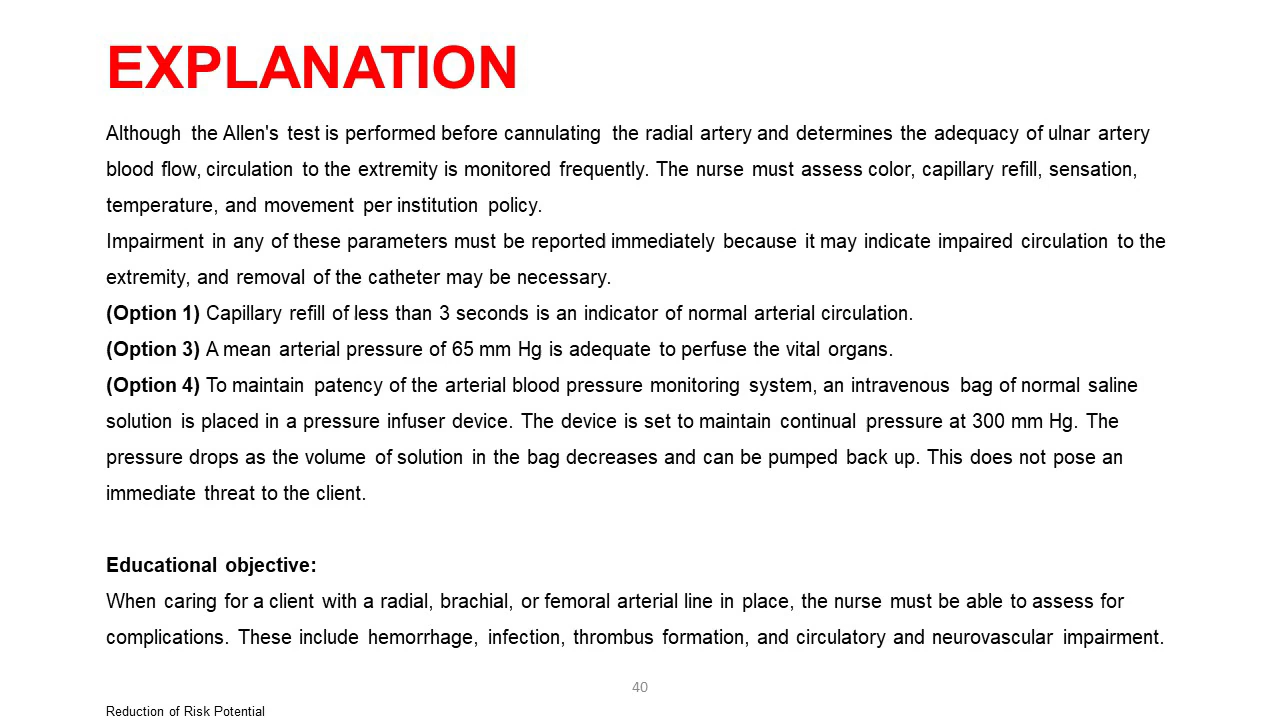 EXPLANATION
Although the Allen's test is performed before cannulating the radial artery and determines the adequacy of ulnar artery
blood flow, circulation to the extremity is monitored frequently. The nurse must assess color, capillary refill, sensation,
temperature, and movement per institution policy.
Impairment in any of these parameters must be reported immediately because it may indicate impaired circulation to the
extremity, and removal of the catheter may be necessary.
(Option 1) Capillary refill of less than 3 seconds is an indicator of normal arterial circulation.
(Option 3) A mean arterial pressure of 65 mm Hg is adequate to perfuse the vital organs.
(Option 4) To maintain patency of the arterial blood pressure monitoring system, an intravenous bag of normal saline
solution is placed in a pressure infuser device. The device is set to maintain continual pressure at 300 mm Hg. The
pressure drops as the volume of solution in the bag decreases and can be pumped back up. This does not pose an
immediate threat to the client.
Educational objective:
When caring for a client with a radial, brachial, or femoral arterial line in place, the nurse must be able to assess for
complications. These include hemorrhage, infection, thrombus formation, and circulatory and neurovascular impairment.
40
Reduction of Risk Potential